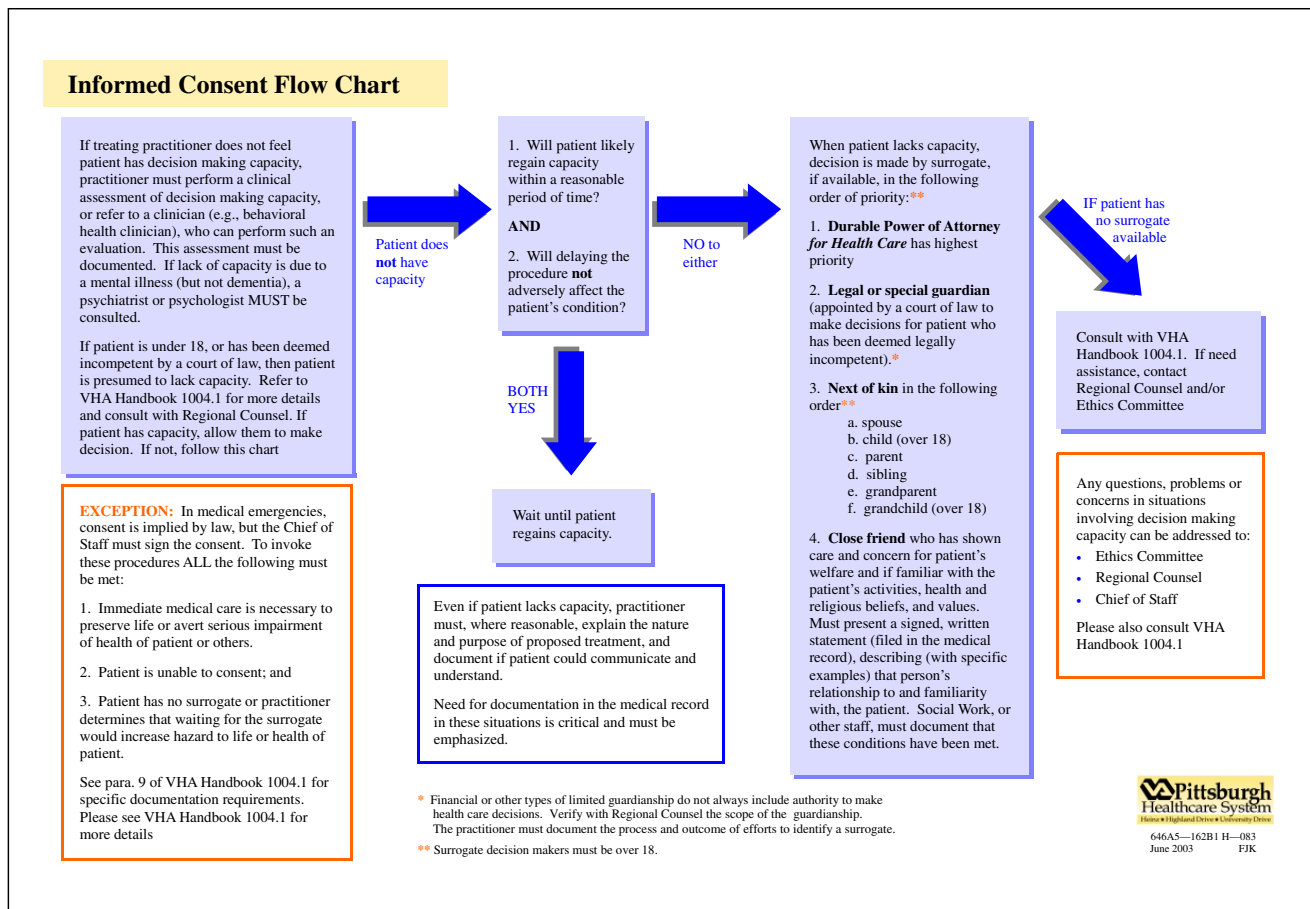 Informed Consent Flow Chart
If treating practitioner does not feel
patient has decision making capacity,
practitioner must perform a clinical
assessment of decision making capacity,
or refer to a clinician (e.g., behavioral
health clinician), who can perform such an
evaluation.  This assessment must be
documented.  If lack of capacity is due to
a mental illness (but not dementia), a
psychiatrist or psychologist MUST be
consulted.
If patient is under 18, or has been deemed
incompetent by a court of law, then patient
is presumed to lack capacity.  Refer to
VHA Handbook 1004.1 for more details
and consult with Regional Counsel. If
patient has capacity, allow them to make
decision.  If not, follow this chart
EXCEPTION:  In medical emergencies,
consent is implied by law, but the Chief of
Staff must sign the consent.  To invoke
these procedures ALL the following must
be met:
1.  Immediate medical care is necessary to
preserve life or avert serious impairment
of health of patient or others.
2.  Patient is unable to consent; and
3.  Patient has no surrogate or practitioner
determines that waiting for the surrogate
would increase hazard to life or health of
patient.
See para. 9 of VHA Handbook 1004.1 for
specific documentation requirements.
Please see VHA Handbook 1004.1 for
more details
Patient does
not have
capacity
1.  Will patient likely
regain capacity
within a reasonable
period of time?
AND
2.  Will delaying the
procedure not
adversely affect the
patient's condition?
BOTH
YES
Wait until patient
regains capacity.
Even if patient lacks capacity, practitioner
must, where reasonable, explain the nature
and purpose of proposed treatment, and
document if patient could communicate and
understand.
Need for documentation in the medical record
in these situations is critical and must be
emphasized.
NO to
either
When patient lacks capacity,
decision is made by surrogate,
if available, in the following
order of priority:**
1.  Durable Power of Attorney
for Health Care has highest
priority
2.  Legal or special guardian
(appointed by a court of law to
make decisions for patient who
has been deemed legally
incompetent).*
3.  Next of kin in the following
order**
a. spouse
b. child (over 18)
c.  parent
d.  sibling
e.  grandparent
f.  grandchild (over 18)
4.  Close friend who has shown
care and concern for patient's
welfare and if familiar with the
patient's activities, health and
religious beliefs, and values.
Must present a signed, written
statement (filed in the medical
record), describing (with specific
examples) that person's
relationship to and familiarity
with, the patient.  Social Work, or
other staff, must document that
these conditions have been met.
IF patient has
no surrogate
available
Consult with VHA
Handbook 1004.1.  If need
assistance, contact
Regional Counsel and/or
Ethics Committee
Any questions, problems or
concerns in situations
involving decision making
capacity can be addressed to:
• Ethics Committee
• Regional Counsel
• Chief of Staff
Please also consult VHA
Handbook 1004.1
* Financial or other types of limited guardianship do not always include authority to make
health care decisions.  Verify with Regional Counsel the scope of the  guardianship.
The practitioner must document the process and outcome of efforts to identify a surrogate.
** Surrogate decision makers must be over 18.
VA Pittsburgh
Healthcare System
Heinz • Highland Drive • University Drive
646A5—162B1 H—083
June 2003 FJK